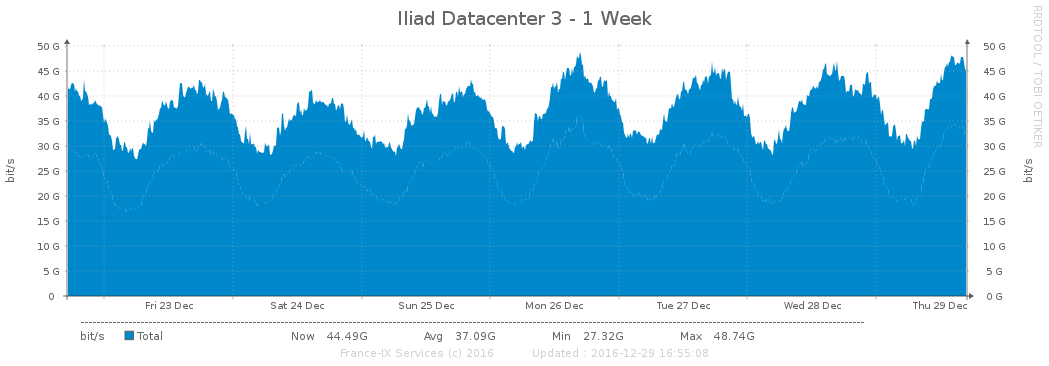 Iliad Datacenter 3 - 1 Week
RRDTOOL / TOBI OETIKER
50 G 50 G
45 G 45 G
40 G 40 G
35 G 35 G
30 G 30 G
25 G 25 G
20 G 20 G
15 G 15 G
10 G 10 G
5 G 5 G
0 0 G
bit/s bit/s
Fri 23 Dec Sat 24 Dec Sun 25 Dec Mon 26 Dec Tue 27 Dec Wed 28 Dec Thu 29 Dec
bit/s Total Now 44.49G Avg 37.09G Min 27.32G Max 48.74G
France-IX Services (c) 2016 Updated : 2016-12-29 16:55:08